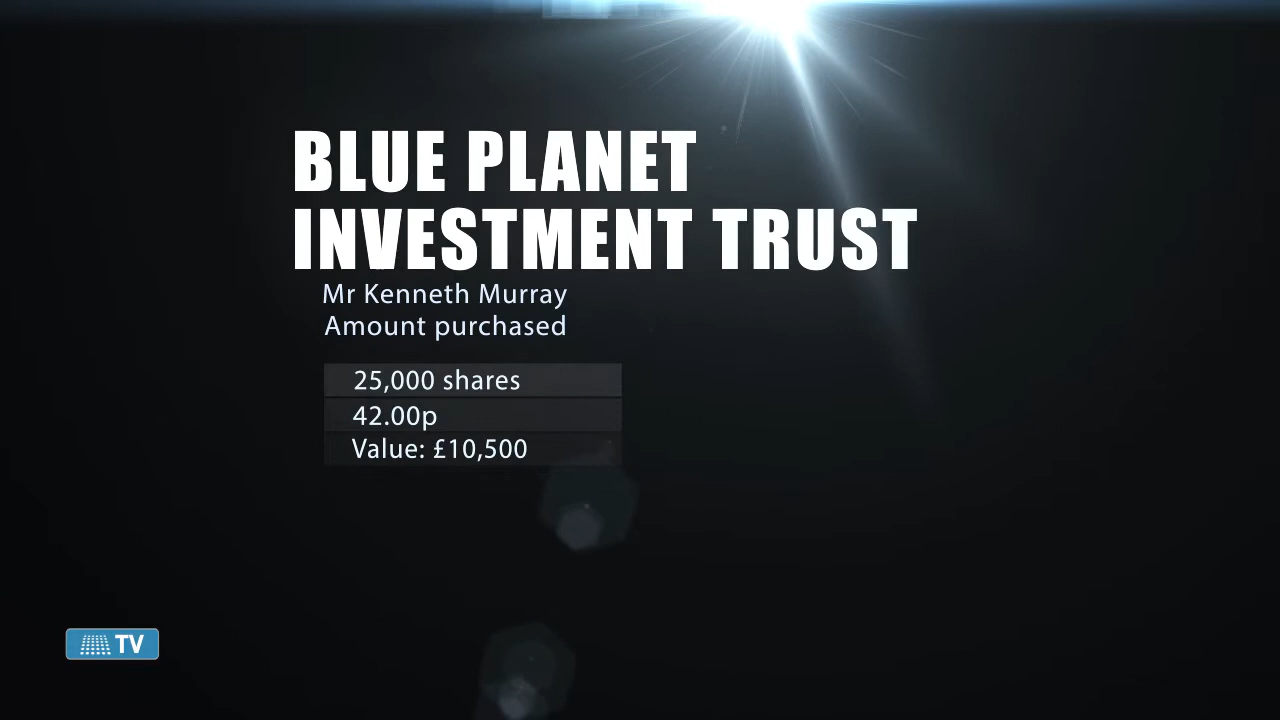 BLUE PLANET
INVESTMENT TRUST
Mr Kenneth Murray
Amount purchased
25,000 shares
42.00p
Value: £10,500
TV